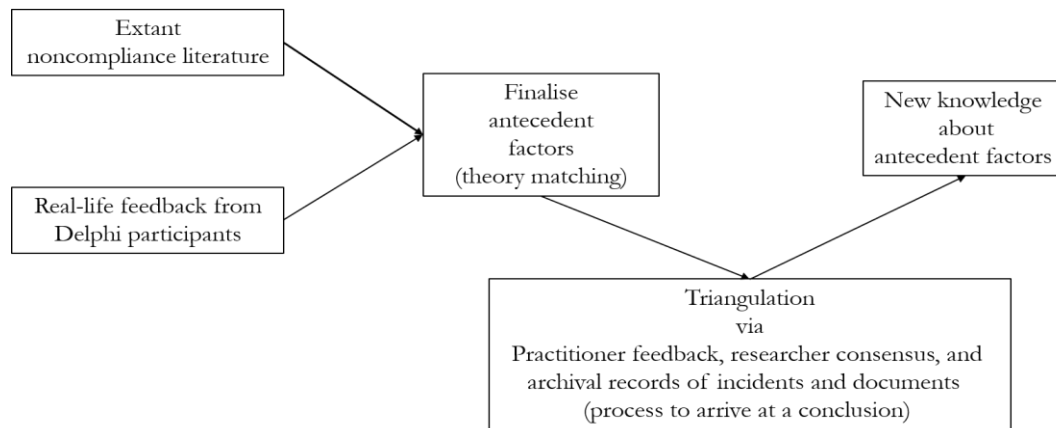 Extant
noncompliance literature
Real-life feedback from
Delphi participants
Finalise
antecedent
factors
(theory matching)
New knowledge
about
antecedent factors
Triangulation
via
Practitioner feedback, researcher consensus, and
archival records of incidents and documents
(process to arrive at a conclusion)